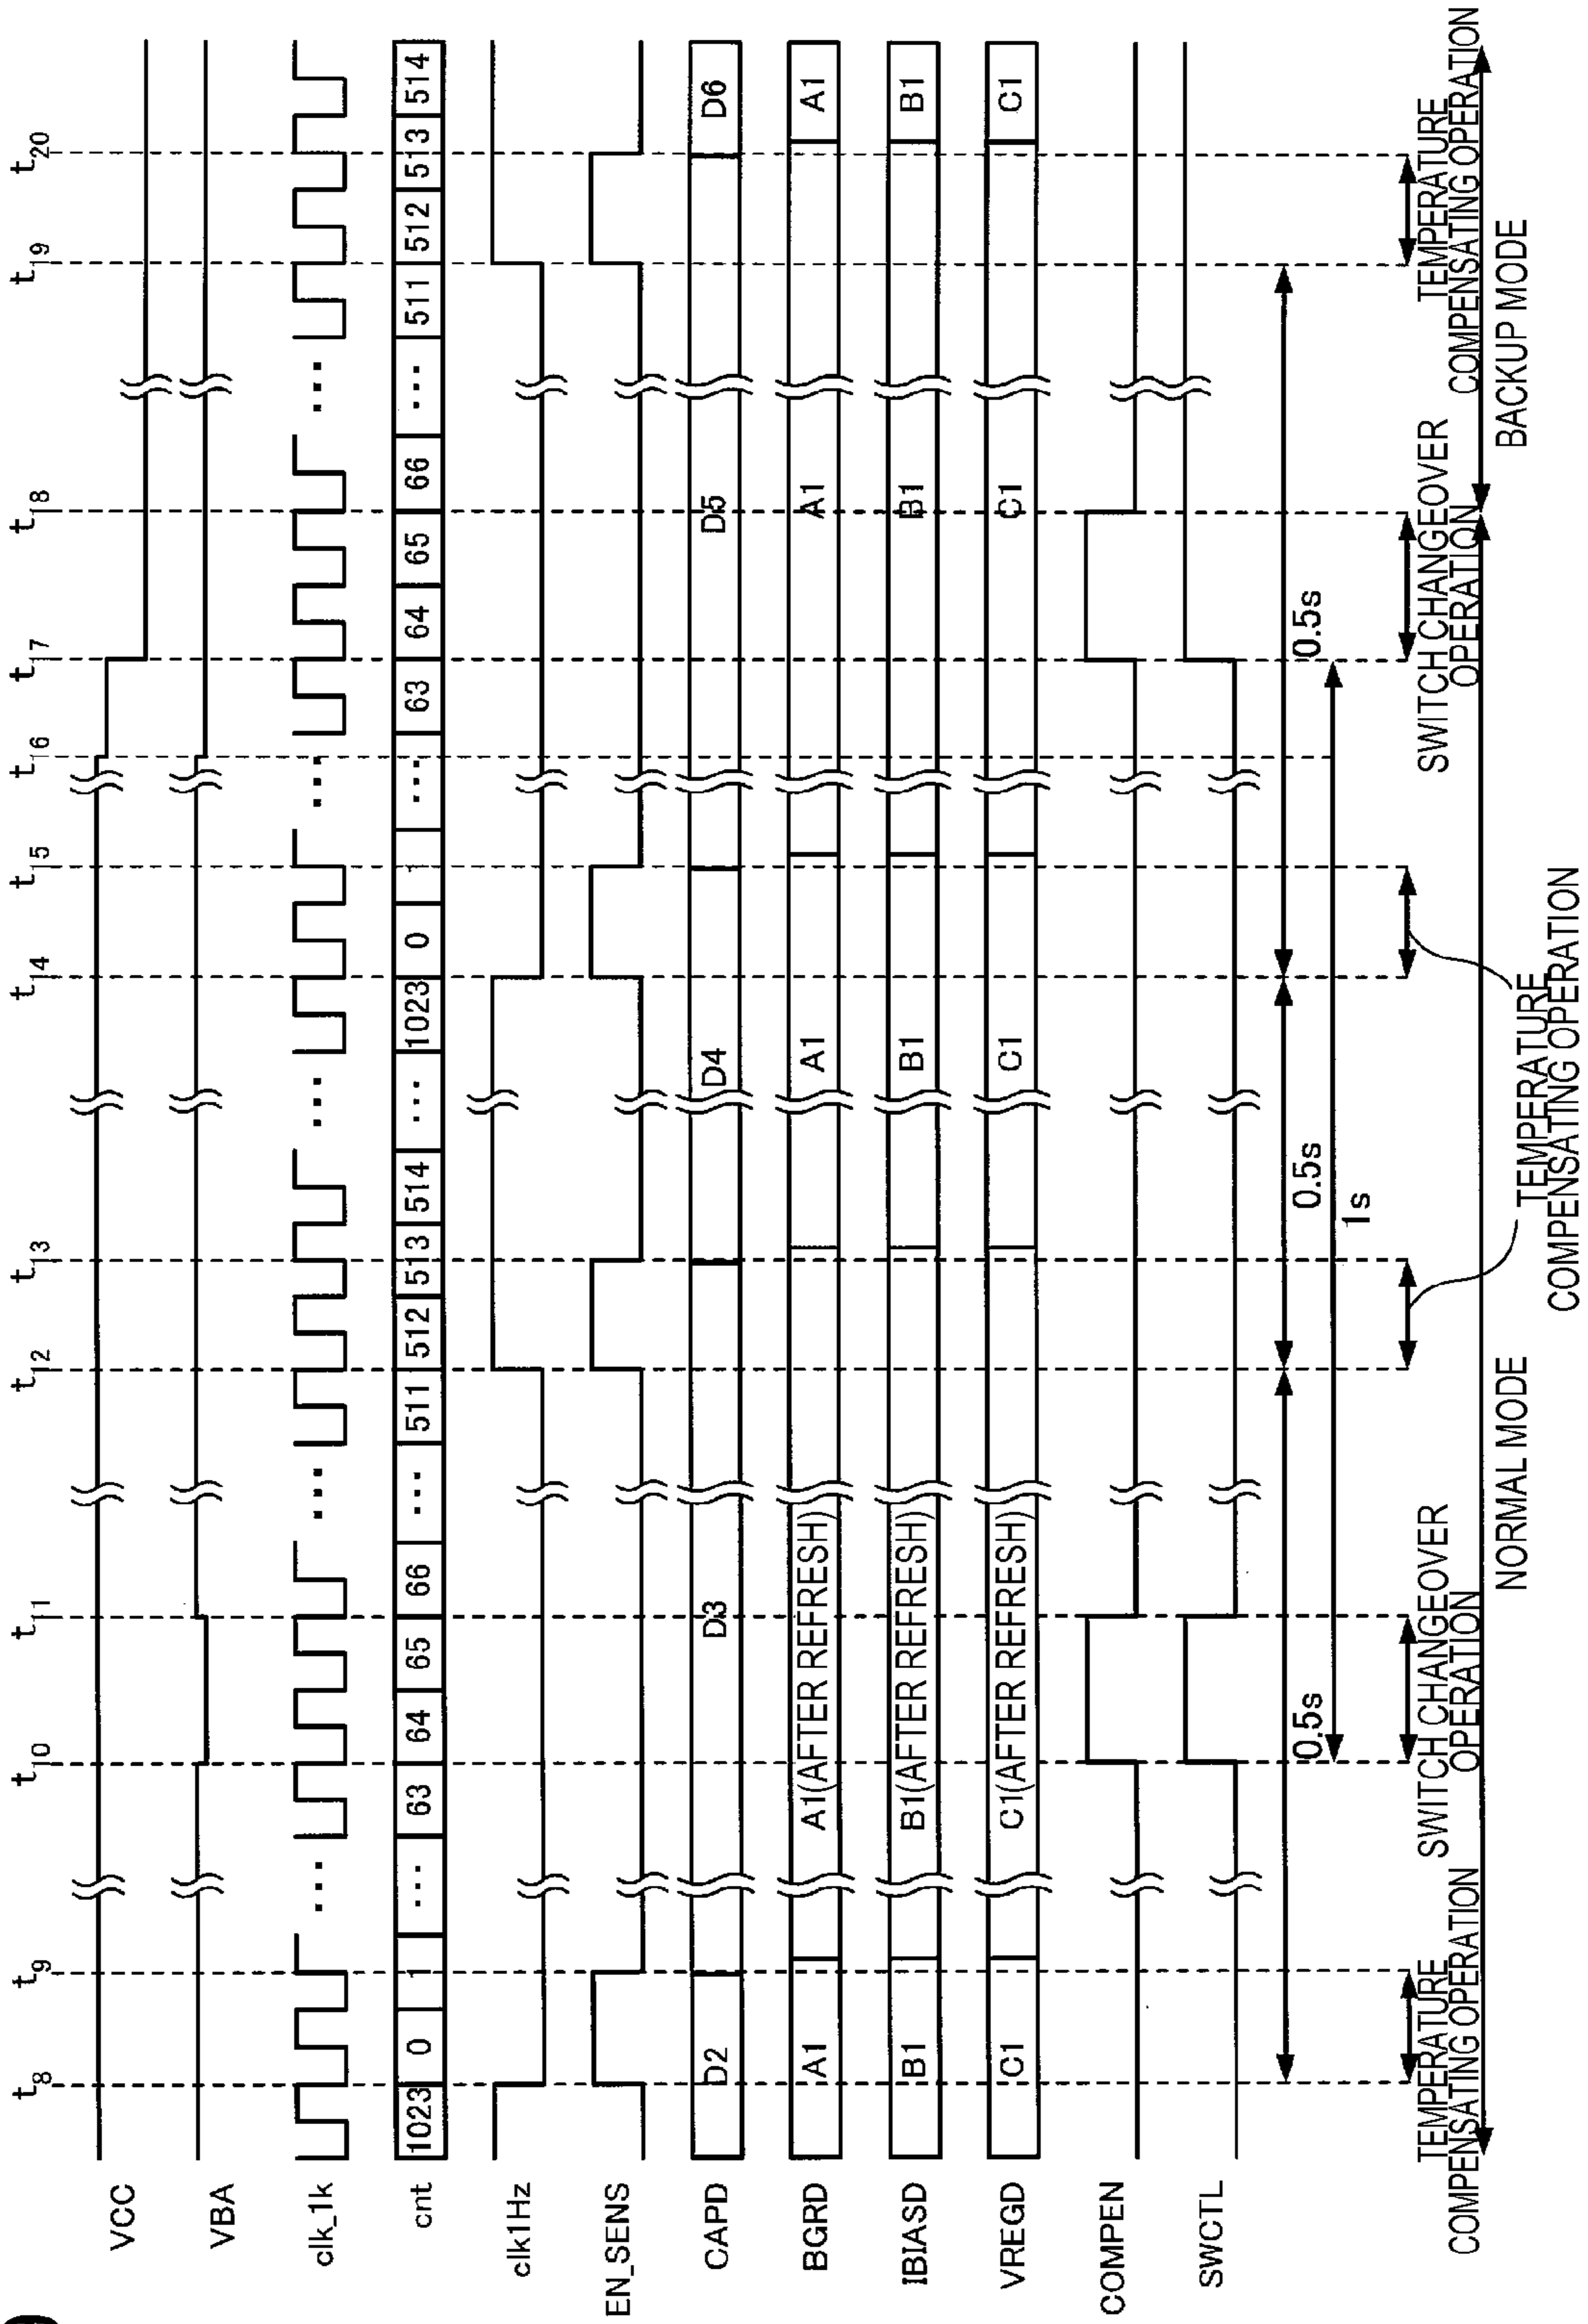 t8 t9 t10 t11 t12 t13 t14 t15 t16 t17 t18 t19 t20
VCC
VBA
clk_1k ... ... ... ... ...
cnt 1023 0 1 ... 63 64 65 66 ... 511 512 513 514 ... 1023 0 1 ... 63 64 65 66 ... 511 512 513 514
clk1Hz
EN_SENS
CAPD D2 D3 D4 D5 D6
BGRD A1 A1(AFTER REFRESH) A1 A1 A1
IBIASD B1 B1(AFTER REFRESH) B1 B1 B1
VREGD C1 C1(AFTER REFRESH) C1 C1 C1
COMPEN
SWCTL
0.5s 0.5s 0.5s
1s
TEMPERATURE
COMPENSATING OPERATION
SWITCH CHANGEOVER
OPERATION
SWITCH CHANGEOVER
OPERATION
TEMPERATURE
COMPENSATING OPERATION
NORMAL MODE
BACKUP MODE
TEMPERATURE
COMPENSATING OPERATION